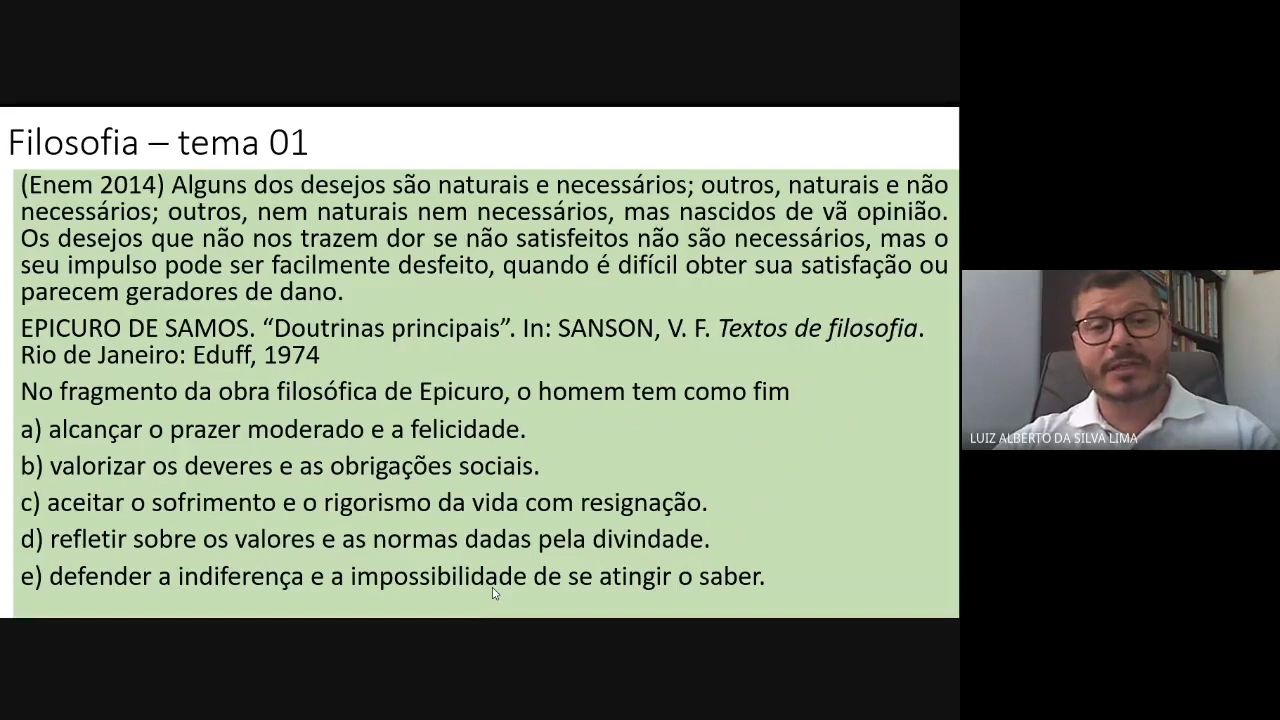 Filosofia – tema 01
(Enem 2014) Alguns dos desejos são naturais e necessários; outros, naturais e não
necessários; outros, nem naturais nem necessários, mas nascidos de vã opinião.
Os desejos que não nos trazem dor se não satisfeitos não são necessários, mas o
seu impulso pode ser facilmente desfeito, quando é difícil obter sua satisfação ou
parecem geradores de dano.
EPICURO DE SAMOS. “Doutrinas principais”. In: SANSON, V. F. Textos de filosofia.
Rio de Janeiro: Eduff, 1974
No fragmento da obra filosófica de Epicuro, o homem tem como fim
a) alcançar o prazer moderado e a felicidade.
b) valorizar os deveres e as obrigações sociais.
c) aceitar o sofrimento e o rigorismo da vida com resignação.
d) refletir sobre os valores e as normas dadas pela divindade.
e) defender a indiferença e a impossibilidade de se atingir o saber.
LUIZ ALBERTO DA SILVA LIMA